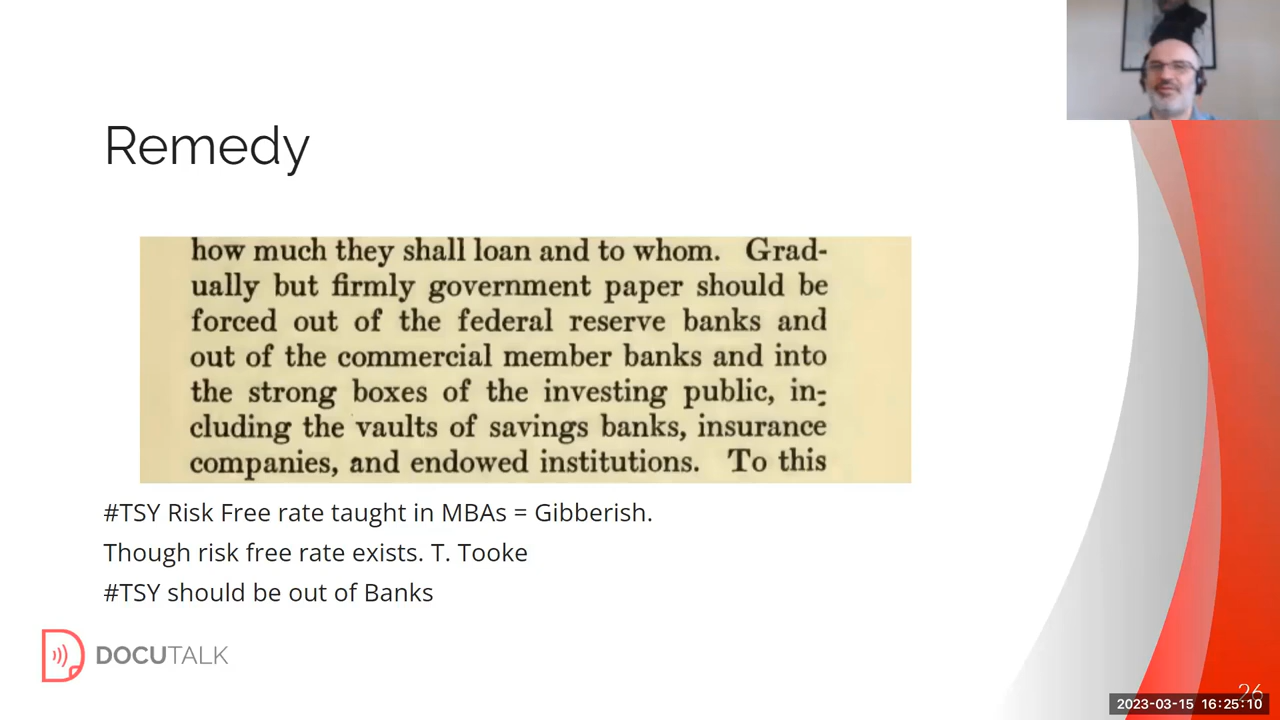 Remedy
how much they shall loan and to whom. Grad-
ually but firmly government paper should be
forced out of the federal reserve banks and
out of the commercial member banks and into
the strong boxes of the investing public, in-
cluding the vaults of savings banks, insurance
companies, and endowed institutions. To this
#TSY Risk Free rate taught in MBAs = Gibberish.
Though risk free rate exists. T. Tooke
#TSY should be out of Banks
DOCUTALK
26
2023-03-15 16:25:10